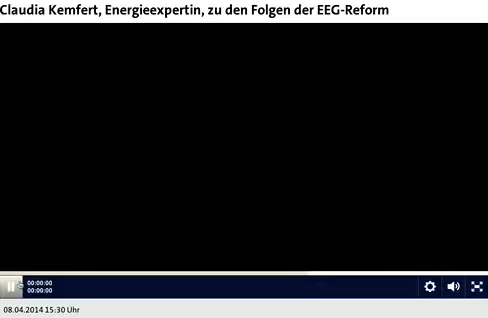 Claudia Kemfert, Energieexpertin, zu den Folgen der EEG-Reform
00:00:00
00:00:00
08.04.2014 15:30 Uhr